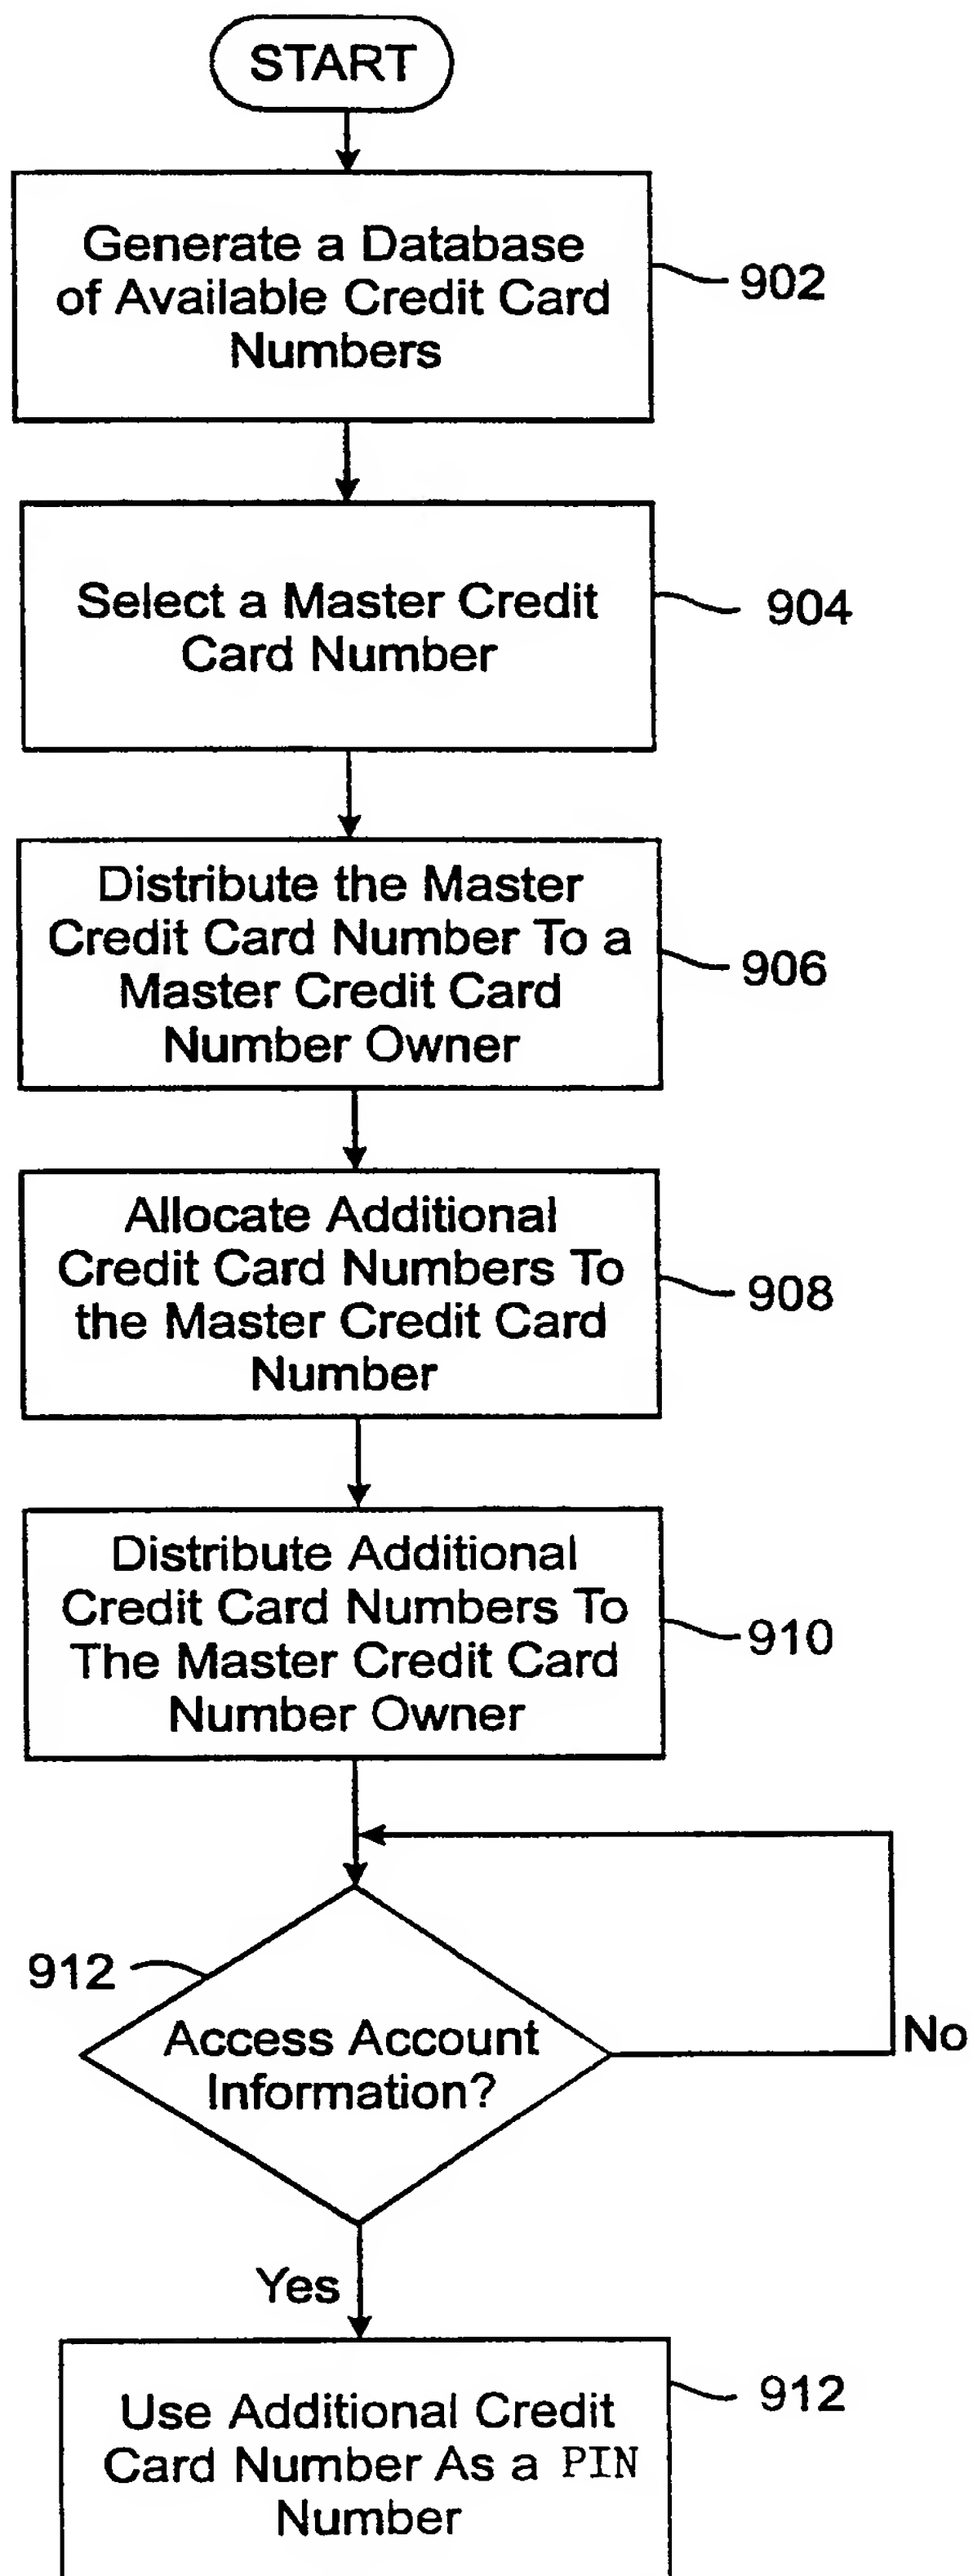 START
Generate a Database
of Available Credit Card
Numbers
902
Select a Master Credit
Card Number
904
Distribute the Master
Credit Card Number To a
Master Credit Card
Number Owner
906
Allocate Additional
Credit Card Numbers To
the Master Credit Card
Number
908
Distribute Additional
Credit Card Numbers To
The Master Credit Card
Number Owner
910
912
Access Account
Information?
No
Yes
Use Additional Credit
Card Number As a PIN
Number
912